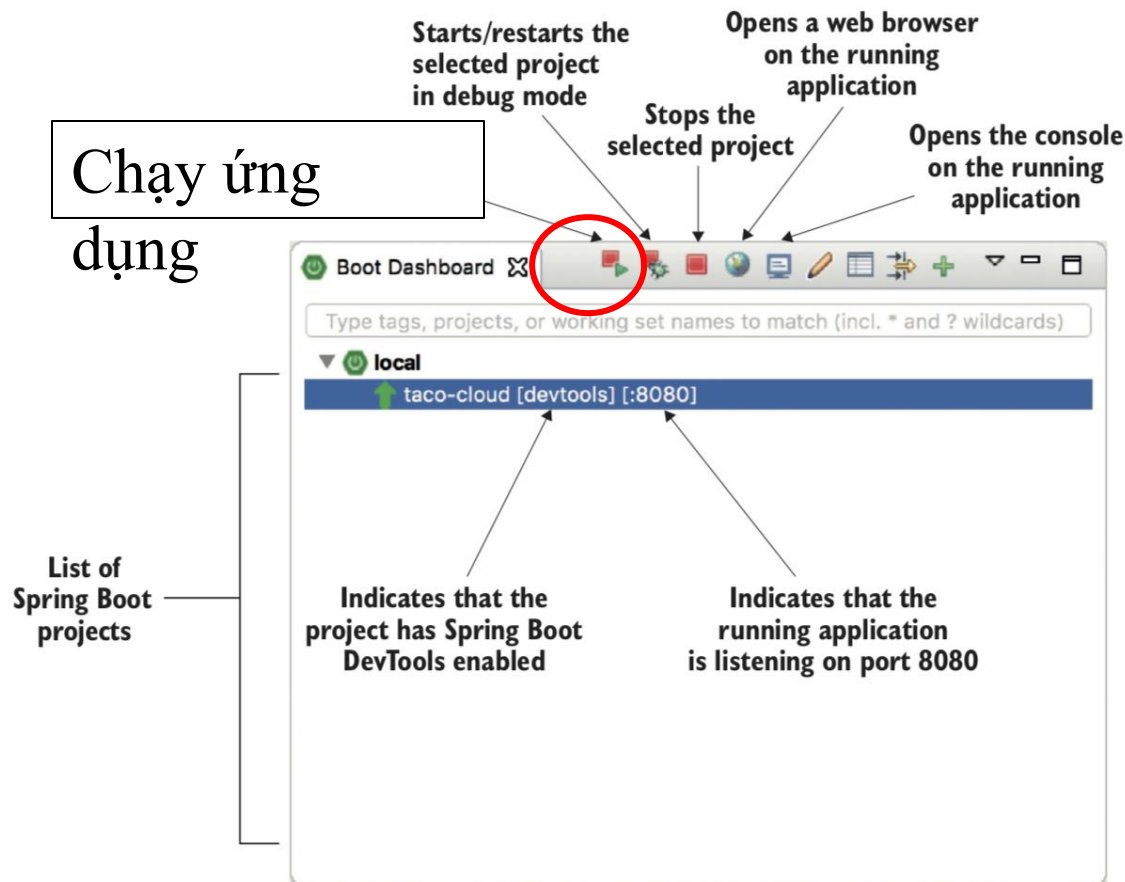 Starts/restarts the
selected project
in debug mode
Opens a web browser
on the running
application
Stops the
selected project
Opens the console
on the running
application
Chạy ứng
dụng
Boot Dashboard
Type tags, projects, or working set names to match (incl. * and ? wildcards)
local
taco-cloud [devtools] [:8080]
List of
Spring Boot
projects
Indicates that the
project has Spring Boot
DevTools enabled
Indicates that the
running application
is listening on port 8080